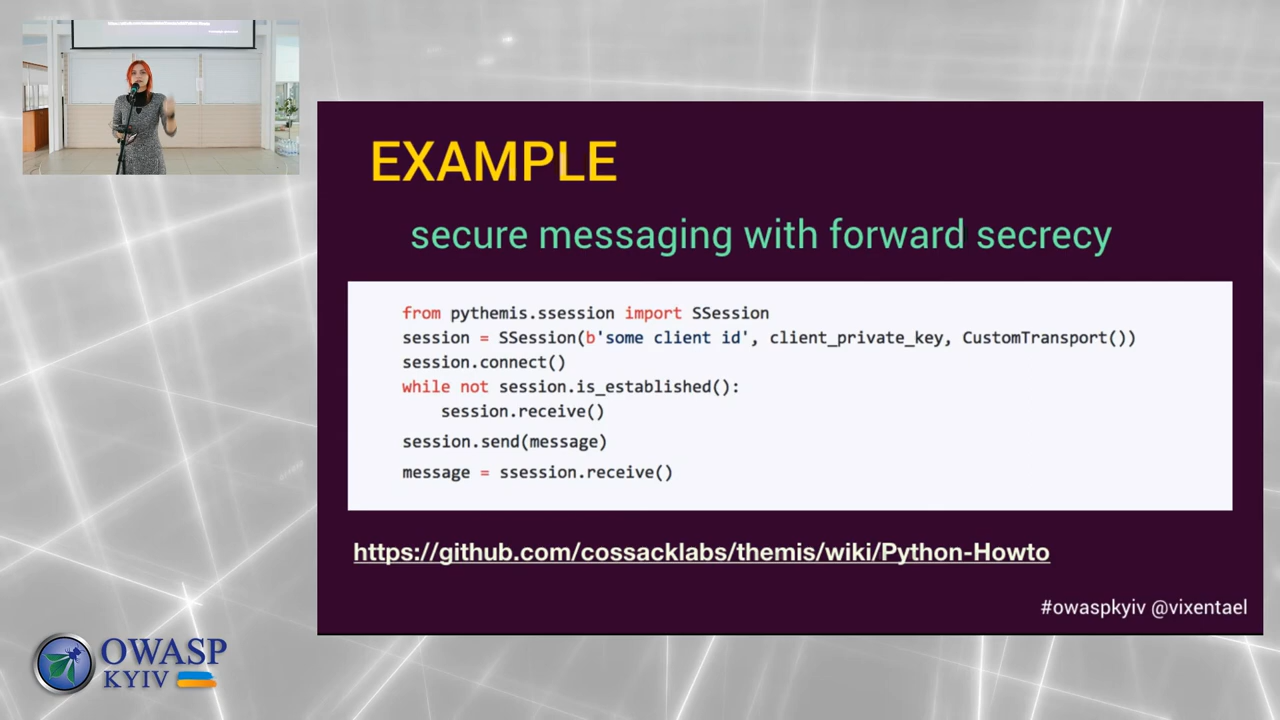 EXAMPLE
secure messaging with forward secrecy
from pythemis.ssession import SSession
session = SSession(b'some client id', client_private_key, CustomTransport())
session.connect()
while not session.is_established():
    session.receive()
session.send(message)
message = ssession.receive()
https://github.com/cossacklabs/themis/wiki/Python-Howto
#owaspkyiv @vixentael
OWASP
KYIV